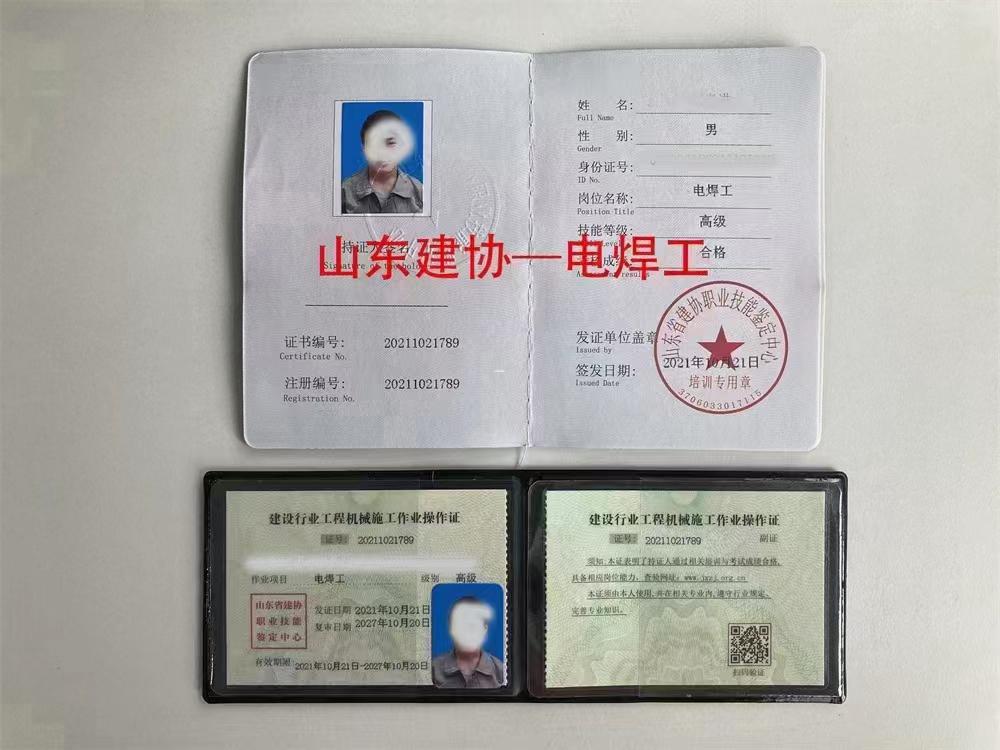 姓 名:
Full Name
性 别: 男
Gender
身份证号:
ID No.
岗位名称: 电焊工
Position Title
技能等级: 高级
合格
山东建协—电焊工
证书编号: 20211021789
Certificate No.
注册编号: 20211021789
Registration No.
发证单位盖章
Issued by
签发日期: 2021年10月21日
Issued Date
山东省建协职业技能鉴定中心
培训专用章
3706033017115
建设行业工程机械施工作业操作证
证号: 20211021789
作业项目 电焊工 级别 高级
山东省建协
职业技能
鉴定中心
发证日期 2021年10月21日
复审日期 2027年10月20日
有效期限 2021年10月21日-2027年10月20日
建设行业工程机械施工作业操作证
证号: 20211021789 副证
须知:本证表明了持证人通过相关培训与考试成绩合格,
具备相应岗位能力。查验网址: www.jxzj.org.cn
本证须由本人使用,并在相关专业内,遵守行业规定,
完善专业知识。
扫码验证